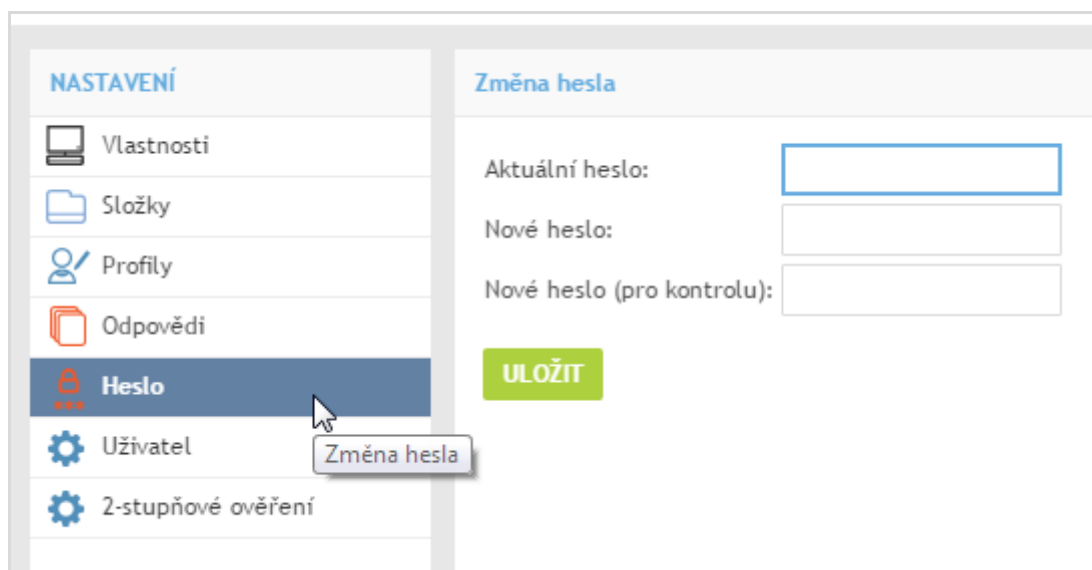 NASTAVENÍ
Vlastnosti
Složky
Profily
Odpovědi
Heslo
Uživatel
2-stupňové ověření
Změna hesla
Změna hesla
Aktuální heslo:
Nové heslo:
Nové heslo (pro kontrolu):
ULOŽIT